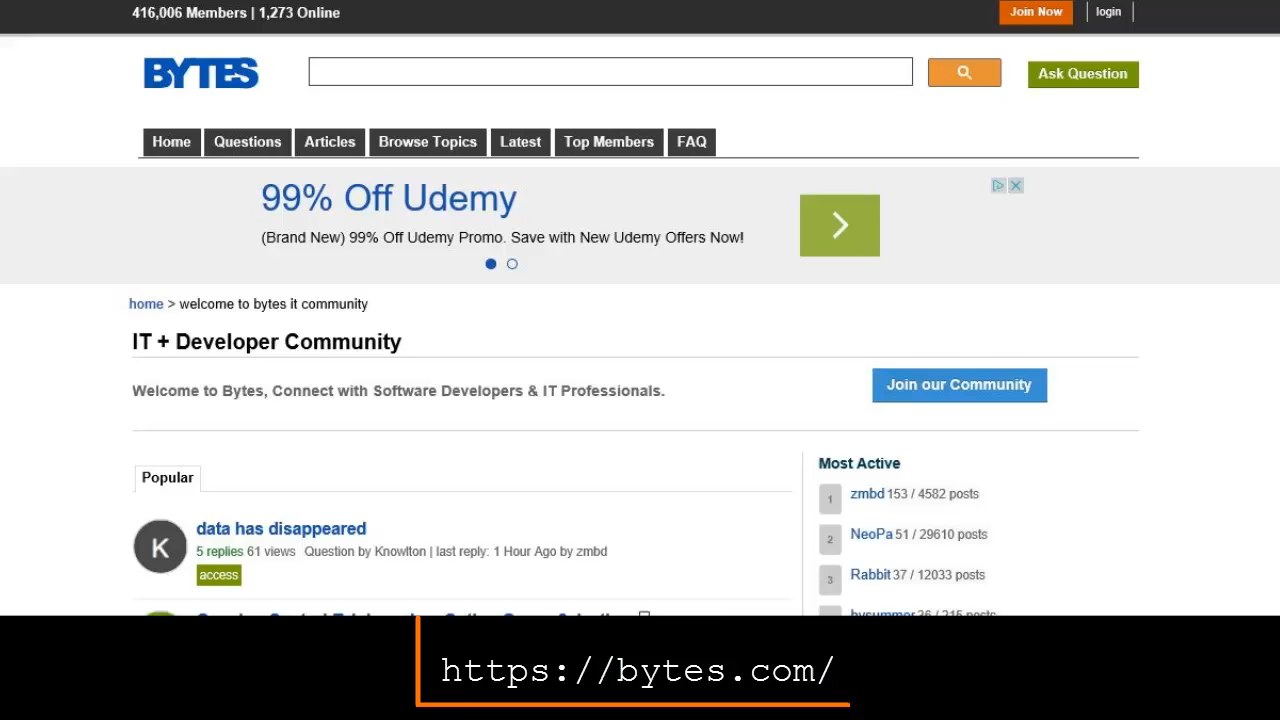 416,006 Members | 1,273 Online
Join Now
login
BYTES
Ask Question
Home
Questions
Articles
Browse Topics
Latest
Top Members
FAQ
99% Off Udemy
(Brand New) 99% Off Udemy Promo. Save with New Udemy Offers Now!
home > welcome to bytes it community
IT + Developer Community
Welcome to Bytes, Connect with Software Developers & IT Professionals.
Join our Community
Popular
K
data has disappeared
5 replies 61 views Question by Knowlton | last reply: 1 Hour Ago by zmbd
access
Most Active
1
zmbd 153 / 4582 posts
2
NeoPa 51 / 29610 posts
3
Rabbit 37 / 12033 posts
https://bytes.com/